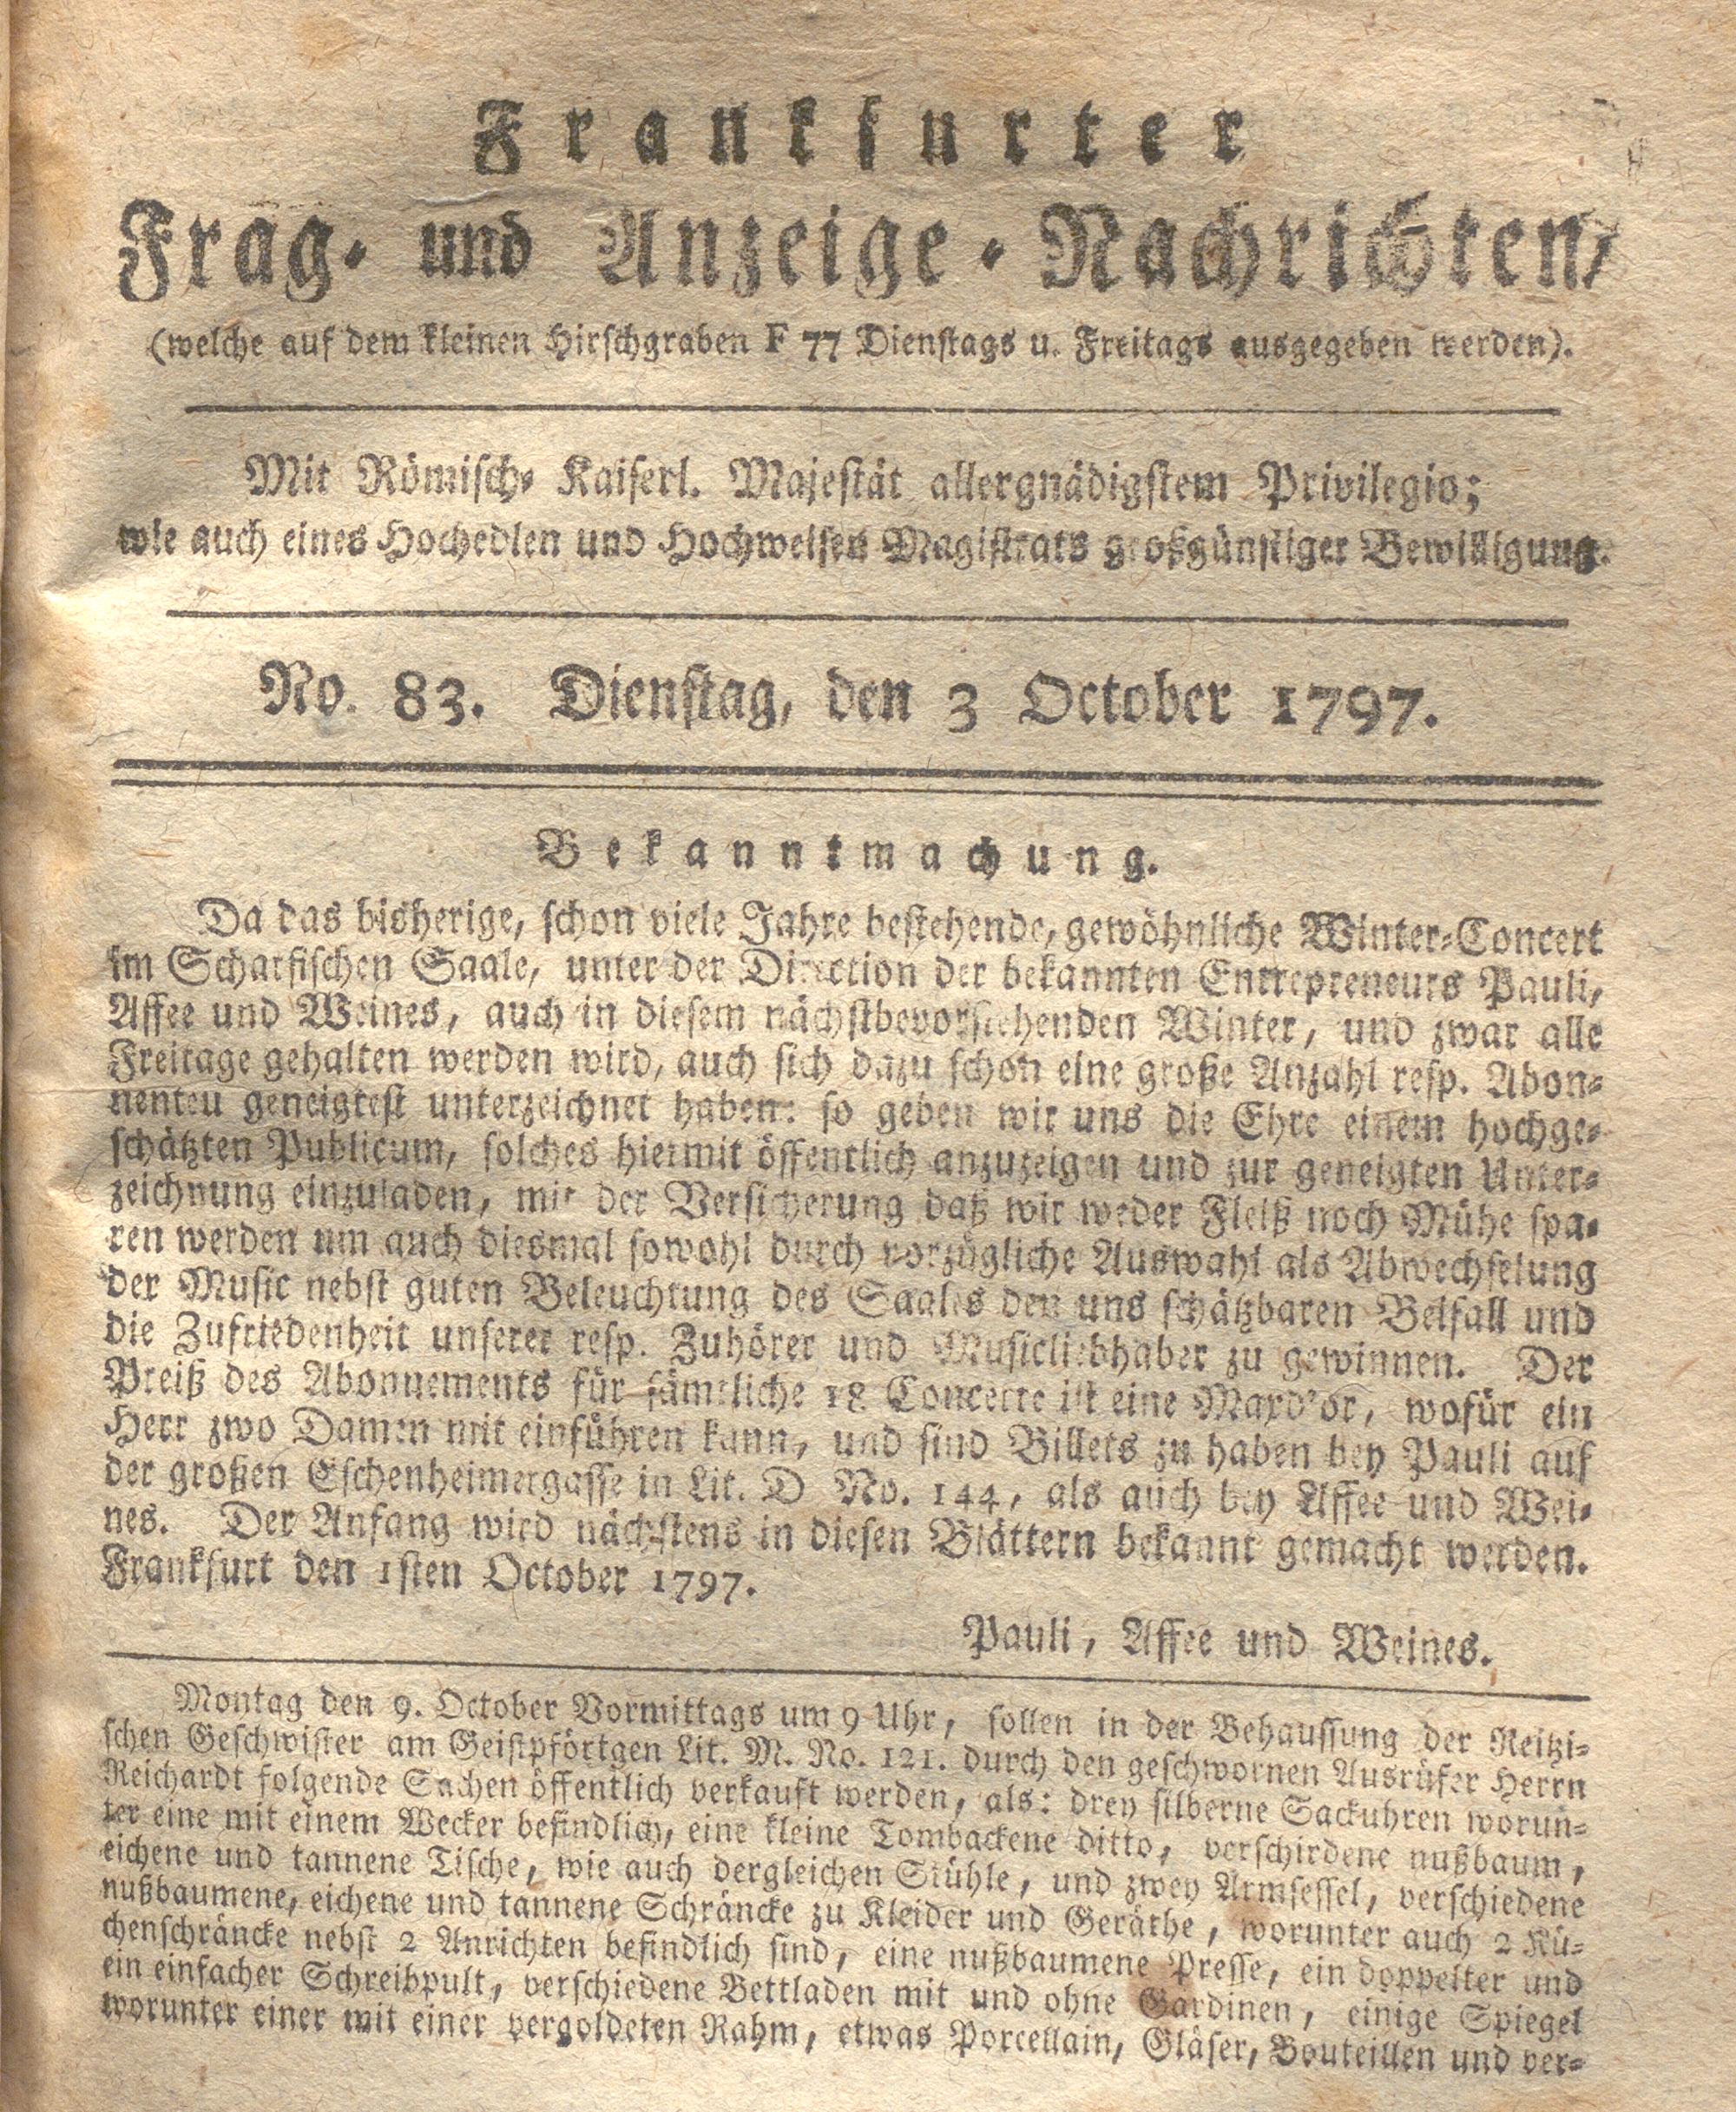 Frankfurter
Frag- und Anzeige-Nachrichten,
(welche auf dem kleinen Hirschgraben F 77 Dienstags u. Freitags ausgegeben werden).
Mit Römisch- Kaiserl. Majestät allergnädigstem Privilegio;
wie auch eines Hochedlen und Hochweisen Magistrats großgünstiger Bewilligung.
No. 83. Dienstag, den 3 October 1797.
Bekanntmachung.
Da das bisherige, schon viele Jahre bestehende, gewöhnliche Winter-Concert
im Scharfischen Saale, unter der Direction der bekannten Entrepreneurs Pauli,
Affee und Weines, auch in diesem nächstbevorstehenden Winter, und zwar alle
Freitage gehalten werden wird, auch sich dazu schon eine große Anzahl resp. Abon-
nenten geneigtest unterzeichnet haben: so geben wir uns die Ehre einem hochge-
schätzten Publicum, solches hiermit öffentlich anzuzeigen und zur geneigten Unter-
zeichnung einzuladen, mit der Versicherung daß wir weder Fleiß noch Mühe spa-
ren werden um auch diesmal sowohl durch vorzügliche Auswahl als Abwechselung
der Music nebst guten Beleuchtung des Saales den uns schätzbaren Beifall und
die Zufriedenheit unserer resp. Zuhörer und Musicliebhaber zu gewinnen. Der
Preiß des Abonnements für sämtliche 18 Concerte ist eine Maxd'or, wofür ein
Herr zwo Damen mit einführen kann, und sind Billets zu haben bey Pauli auf
der großen Eschenheimergasse in Lit. D No. 144, als auch bey Affee und Wei-
nes. Der Anfang wird nächstens in diesen Blättern bekannt gemacht werden.
Frankfurt den 1sten October 1797.
Pauli, Affee und Weines.
Montag den 9. October Vormittags um 9 Uhr, sollen in der Behaussung der Reitzi-
schen Geschwister am Geistpförtgen Lit. M. No. 121. durch den geschwornen Ausrüfer Herrn
Reichardt folgende Sachen öffentlich verkauft werden, als: drey silberne Sackuhren worun-
ter eine mit einem Wecker befindlich, eine kleine Tombackene ditto, verschirdene nußbaum,
eichene und tannene Tische, wie auch dergleichen Stühle, und zwey Armsessel, verschiedene
nußbaumene, eichene und tannene Schräncke zu Kleider und Geräthe, worunter auch 2 Kü-
chenschräncke nebst 2 Anrichten befindlich sind, eine nußbaumene Presse, ein doppelter und
ein einfacher Schreibpult, verschiedene Bettladen mit und ohne Gardinen, einige Spiegel
worunter einer mit einer vergoldeten Rahm, etwas Porcellain, Gläser, Bouteillen und ver-